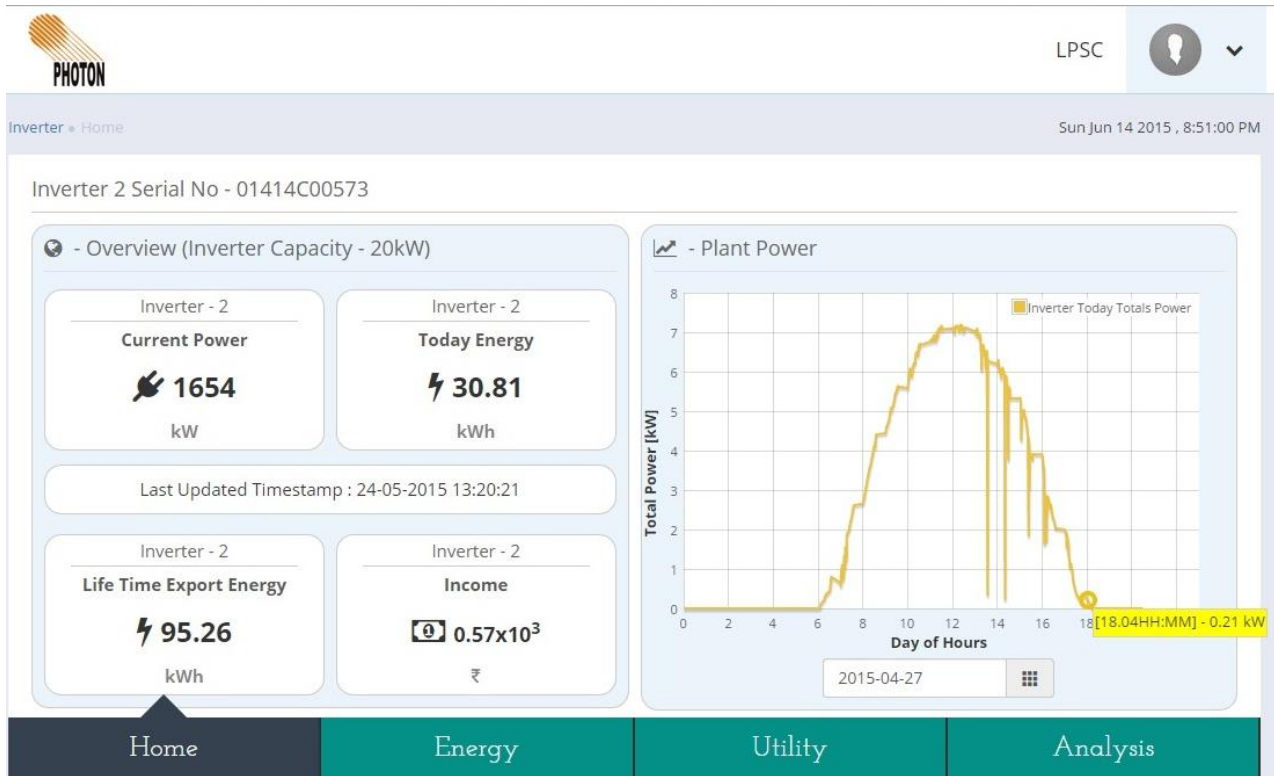 PHOTON
LPSC
Inverter • Home
Sun Jun 14 2015 , 8:51:00 PM
Inverter 2 Serial No - 01414C00573
- Overview (Inverter Capacity - 20kW)
Inverter - 2
Current Power
1654
kW
Inverter - 2
Today Energy
30.81
kWh
Last Updated Timestamp : 24-05-2015 13:20:21
Inverter - 2
Life Time Export Energy
95.26
kWh
Inverter - 2
Income
0.57x10³
₹
- Plant Power
Inverter Today Totals Power
Total Power [kW]
8
7
6
5
4
3
2
1
0
0 2 4 6 8 10 12 14 16 18
[18.04HH:MM] - 0.21 kW
Day of Hours
2015-04-27
Home Energy Utility Analysis